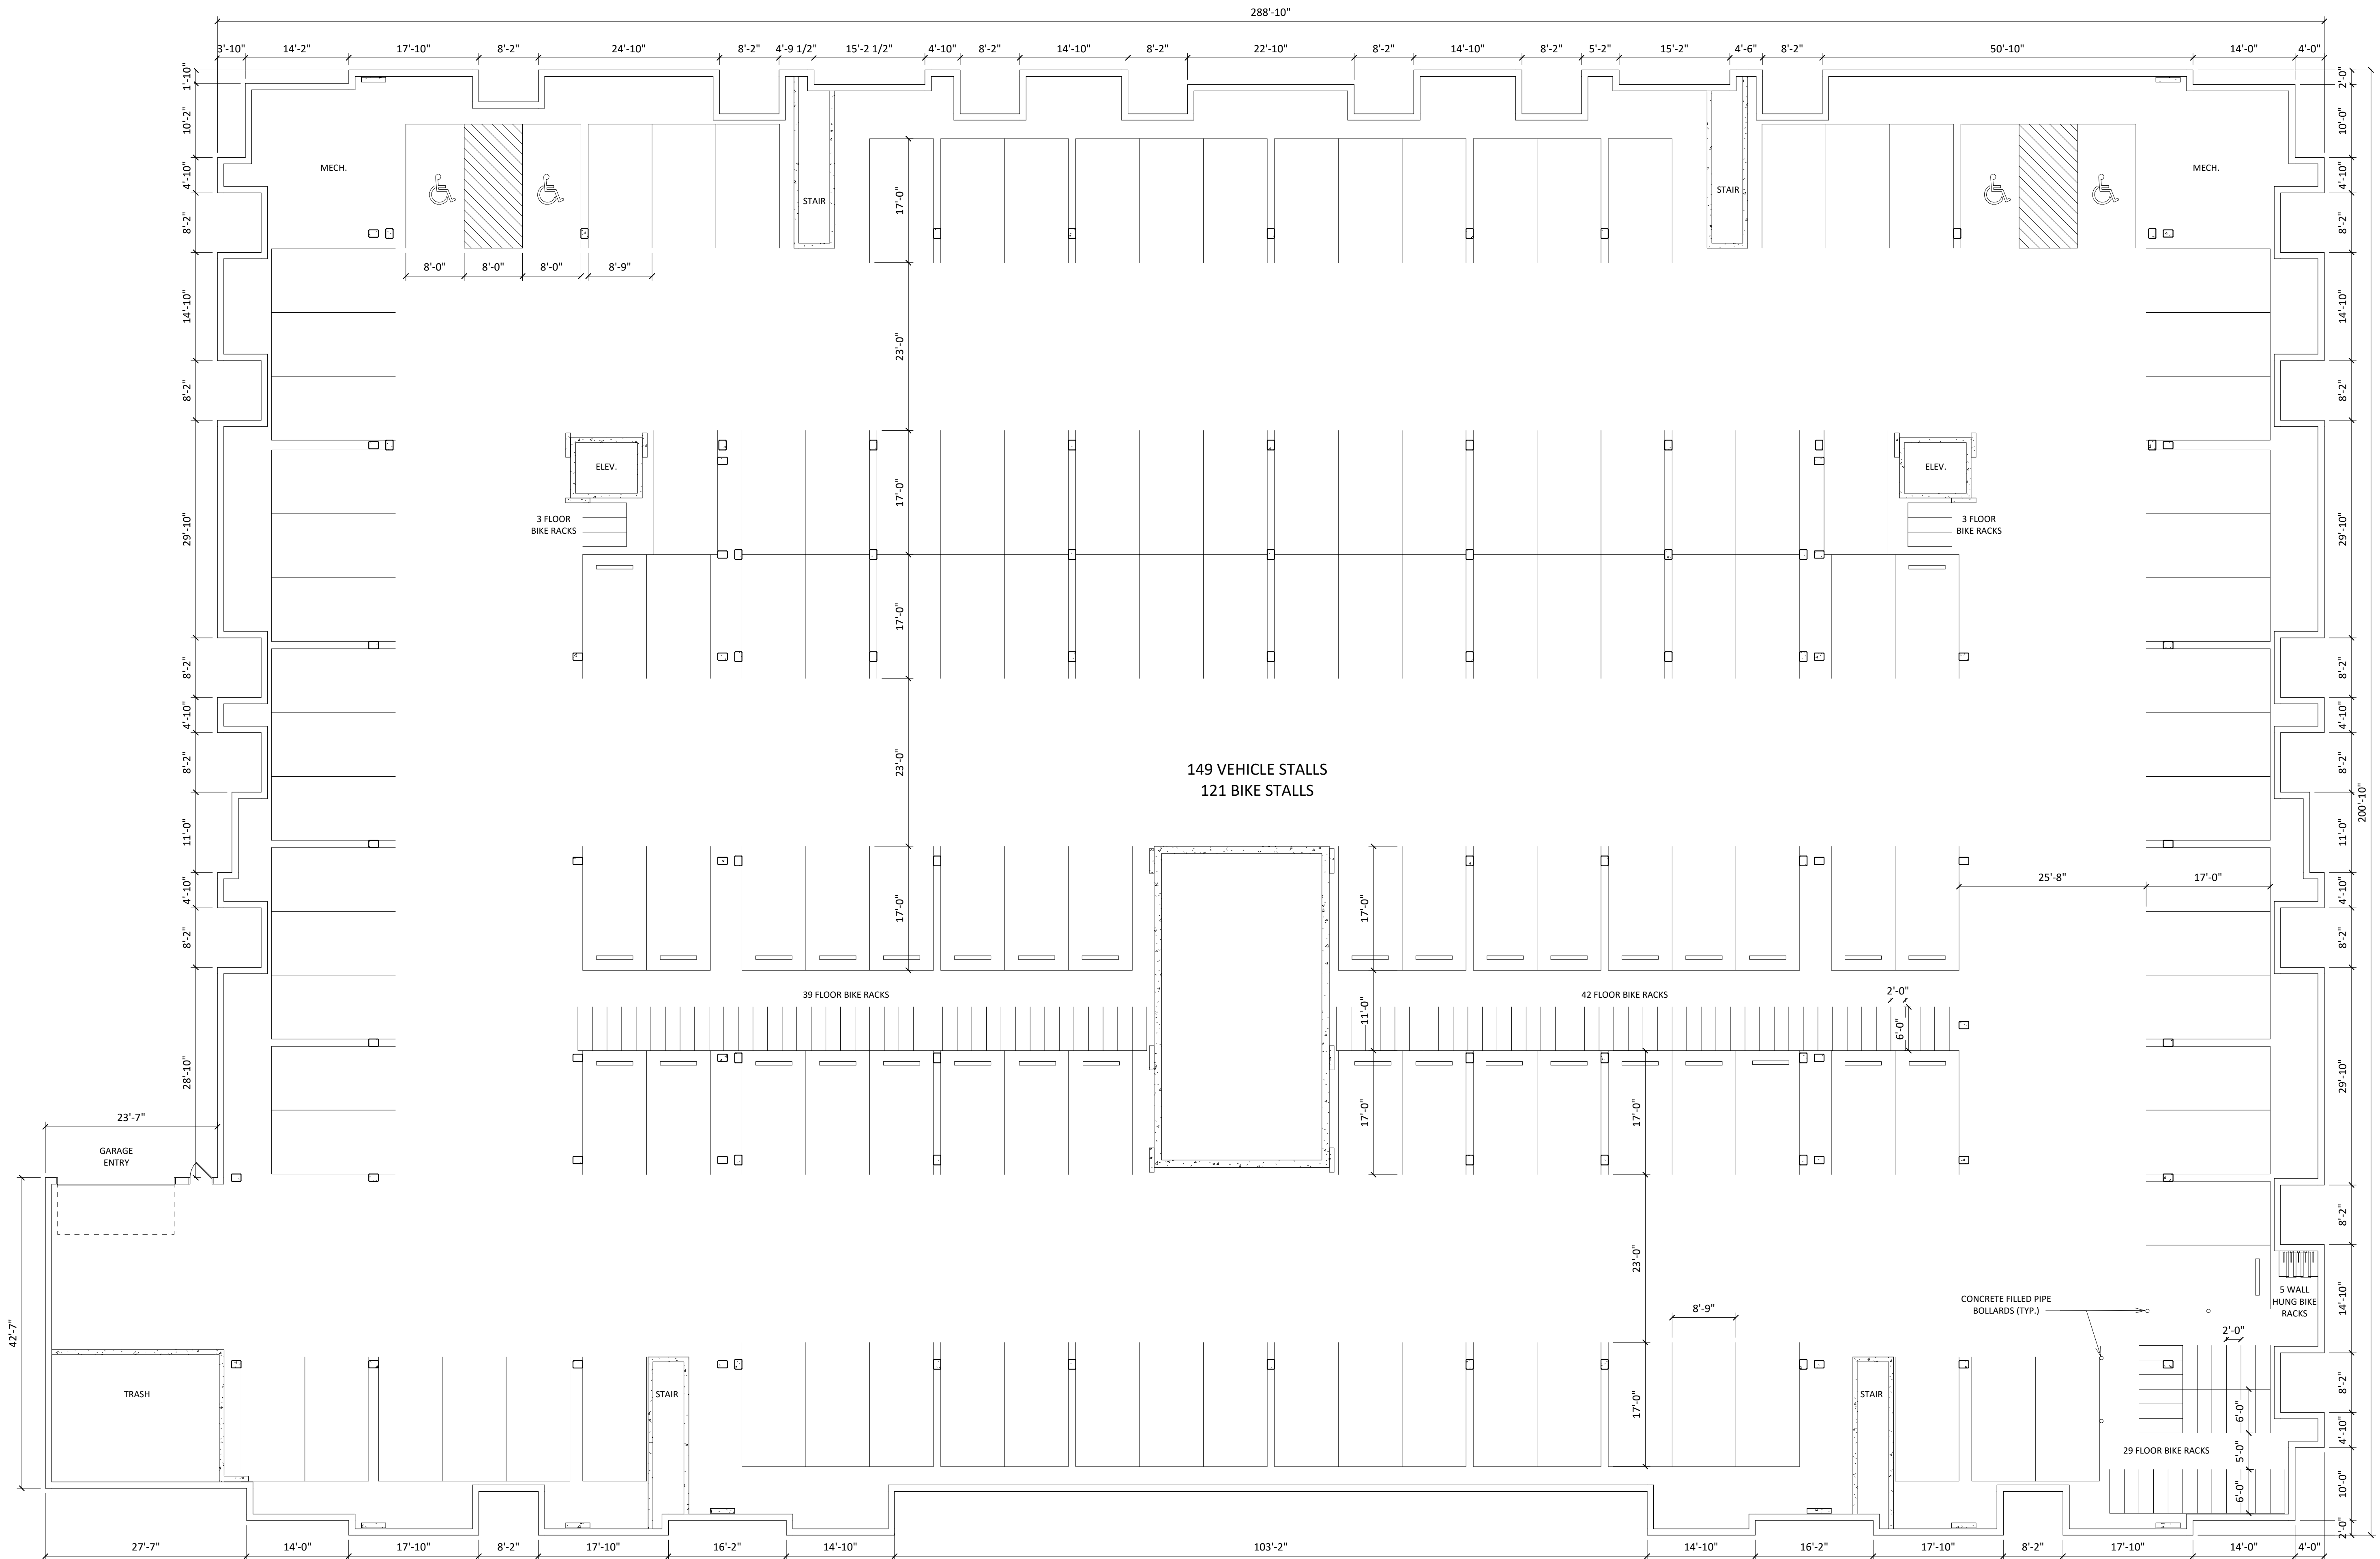 288'-10"
3'-10" 14'-2" 17'-10" 8'-2" 24'-10" 8'-2" 4'-9 1/2" 15'-2 1/2" 4'-10" 8'-2" 14'-10" 8'-2" 22'-10" 8'-2" 14'-10" 8'-2" 5'-2" 15'-2" 4'-6" 8'-2" 50'-10" 14'-0" 4'-0"
1'-10"
10'-2"
4'-10"
8'-2"
14'-10"
8'-2"
29'-10"
8'-2"
4'-10"
8'-2"
11'-0"
4'-10"
8'-2"
28'-10"
2'-0"
10'-0"
4'-10"
8'-2"
14'-10"
8'-2"
29'-10"
8'-2"
4'-10"
8'-2"
11'-0"
4'-10"
8'-2"
29'-10"
8'-2"
14'-10"
8'-2"
4'-10"
10'-0"
2'-0"
200'-10"
MECH.
STAIR
STAIR
MECH.
8'-0" 8'-0" 8'-0" 8'-9"
17'-0"
23'-0"
17'-0"
17'-0"
23'-0"
17'-0"
ELEV.
3 FLOOR
BIKE RACKS
ELEV.
3 FLOOR
BIKE RACKS
149 VEHICLE STALLS
121 BIKE STALLS
25'-8" 17'-0"
17'-0"
11'-0"
17'-0"
39 FLOOR BIKE RACKS
42 FLOOR BIKE RACKS
2'-0"
6'-0"
17'-0"
23'-0"
17'-0"
23'-7"
GARAGE
ENTRY
42'-7"
8'-9"
CONCRETE FILLED PIPE
BOLLARDS (TYP.)
5 WALL
HUNG BIKE
RACKS
2'-0"
TRASH
STAIR
STAIR
6'-0"
5'-0"
6'-0"
29 FLOOR BIKE RACKS
27'-7" 14'-0" 17'-10" 8'-2" 17'-10" 16'-2" 14'-10" 103'-2" 14'-10" 16'-2" 17'-10" 8'-2" 17'-10" 14'-0" 4'-0"